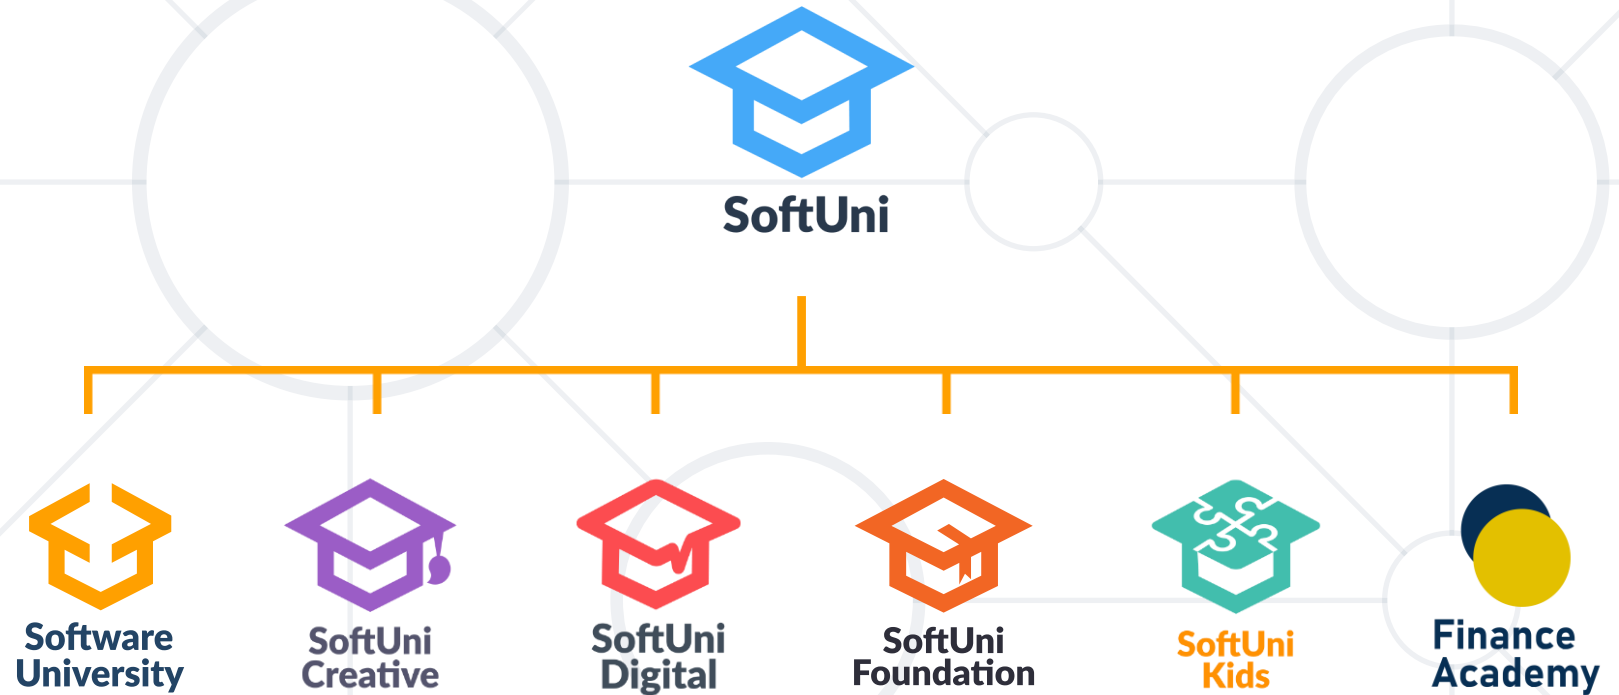 SoftUni
Software
University
SoftUni
Creative
SoftUni
Digital
SoftUni
Foundation
SoftUni
Kids
Finance
Academy